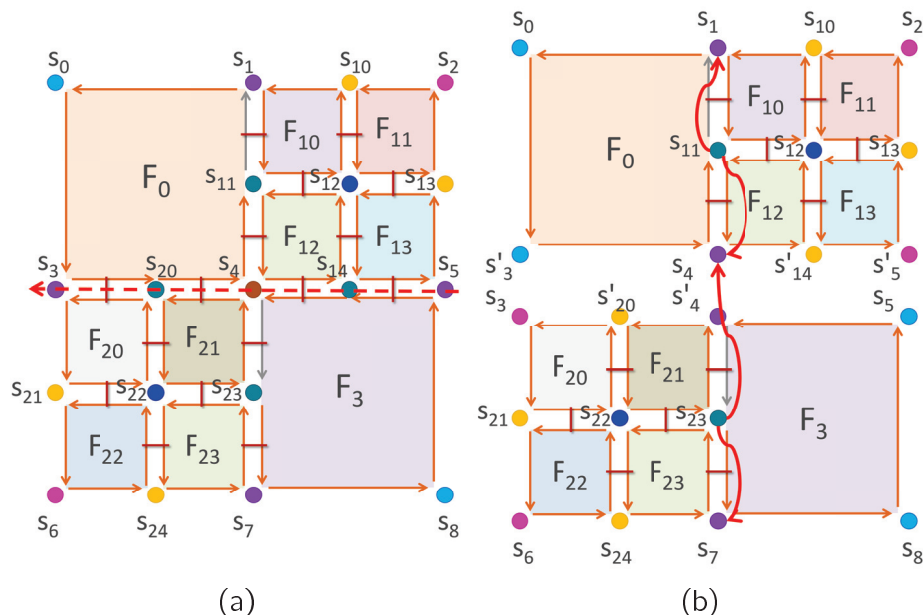 s₀ s₁ s₁₀ s₂
F₁₀ F₁₁
F₀ s₁₁ s₁₂ s₁₃
F₁₂ F₁₃
s₃ s₂₀ s₄ s₁₄ s₅
F₂₀ F₂₁
s₂₁ s₂₂ s₂₃ F₃
F₂₂ F₂₃
s₆ s₂₄ s₇ s₈
(a)
s₀ s₁ s₁₀ s₂
F₁₀ F₁₁
F₀ s₁₁ s₁₂ s₁₃
F₁₂ F₁₃
s'₃ s₄ s'₁₄ s'₅
s₃ s'₂₀ s'₄ s₅
F₂₀ F₂₁
s₂₁ s₂₂ s₂₃ F₃
F₂₂ F₂₃
s₆ s₂₄ s₇ s₈
(b)